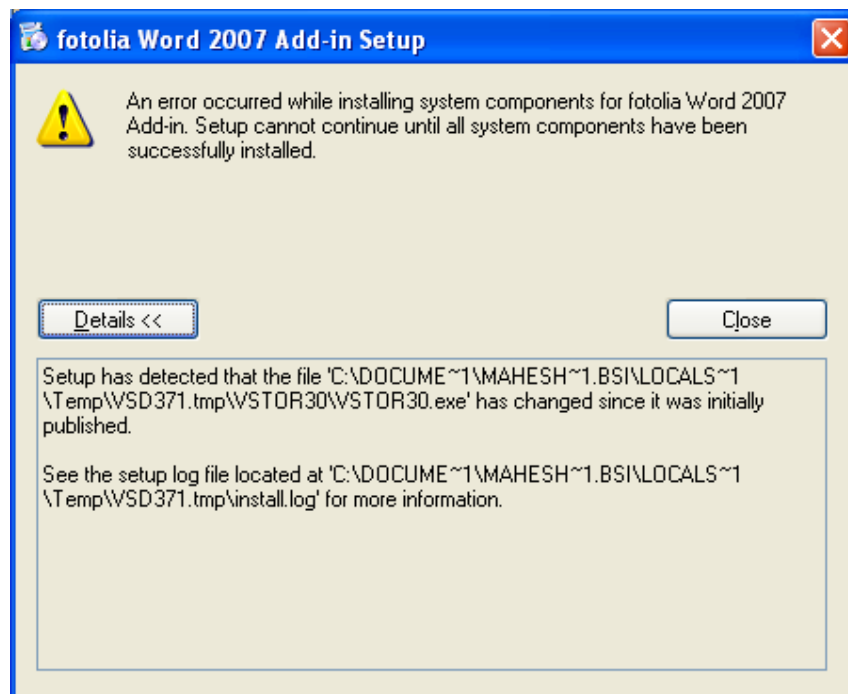 fotolia Word 2007 Add-in Setup
An error occurred while installing system components for fotolia Word 2007
Add-in. Setup cannot continue until all system components have been
successfully installed.
Details <<
Close
Setup has detected that the file 'C:\DOCUME~1\MAHESH~1.BSI\LOCALS~1
\Temp\VSD371.tmp\VSTOR30\VSTOR30.exe' has changed since it was initially
published.
See the setup log file located at 'C:\DOCUME~1\MAHESH~1.BSI\LOCALS~1
\Temp\VSD371.tmp\install.log' for more information.